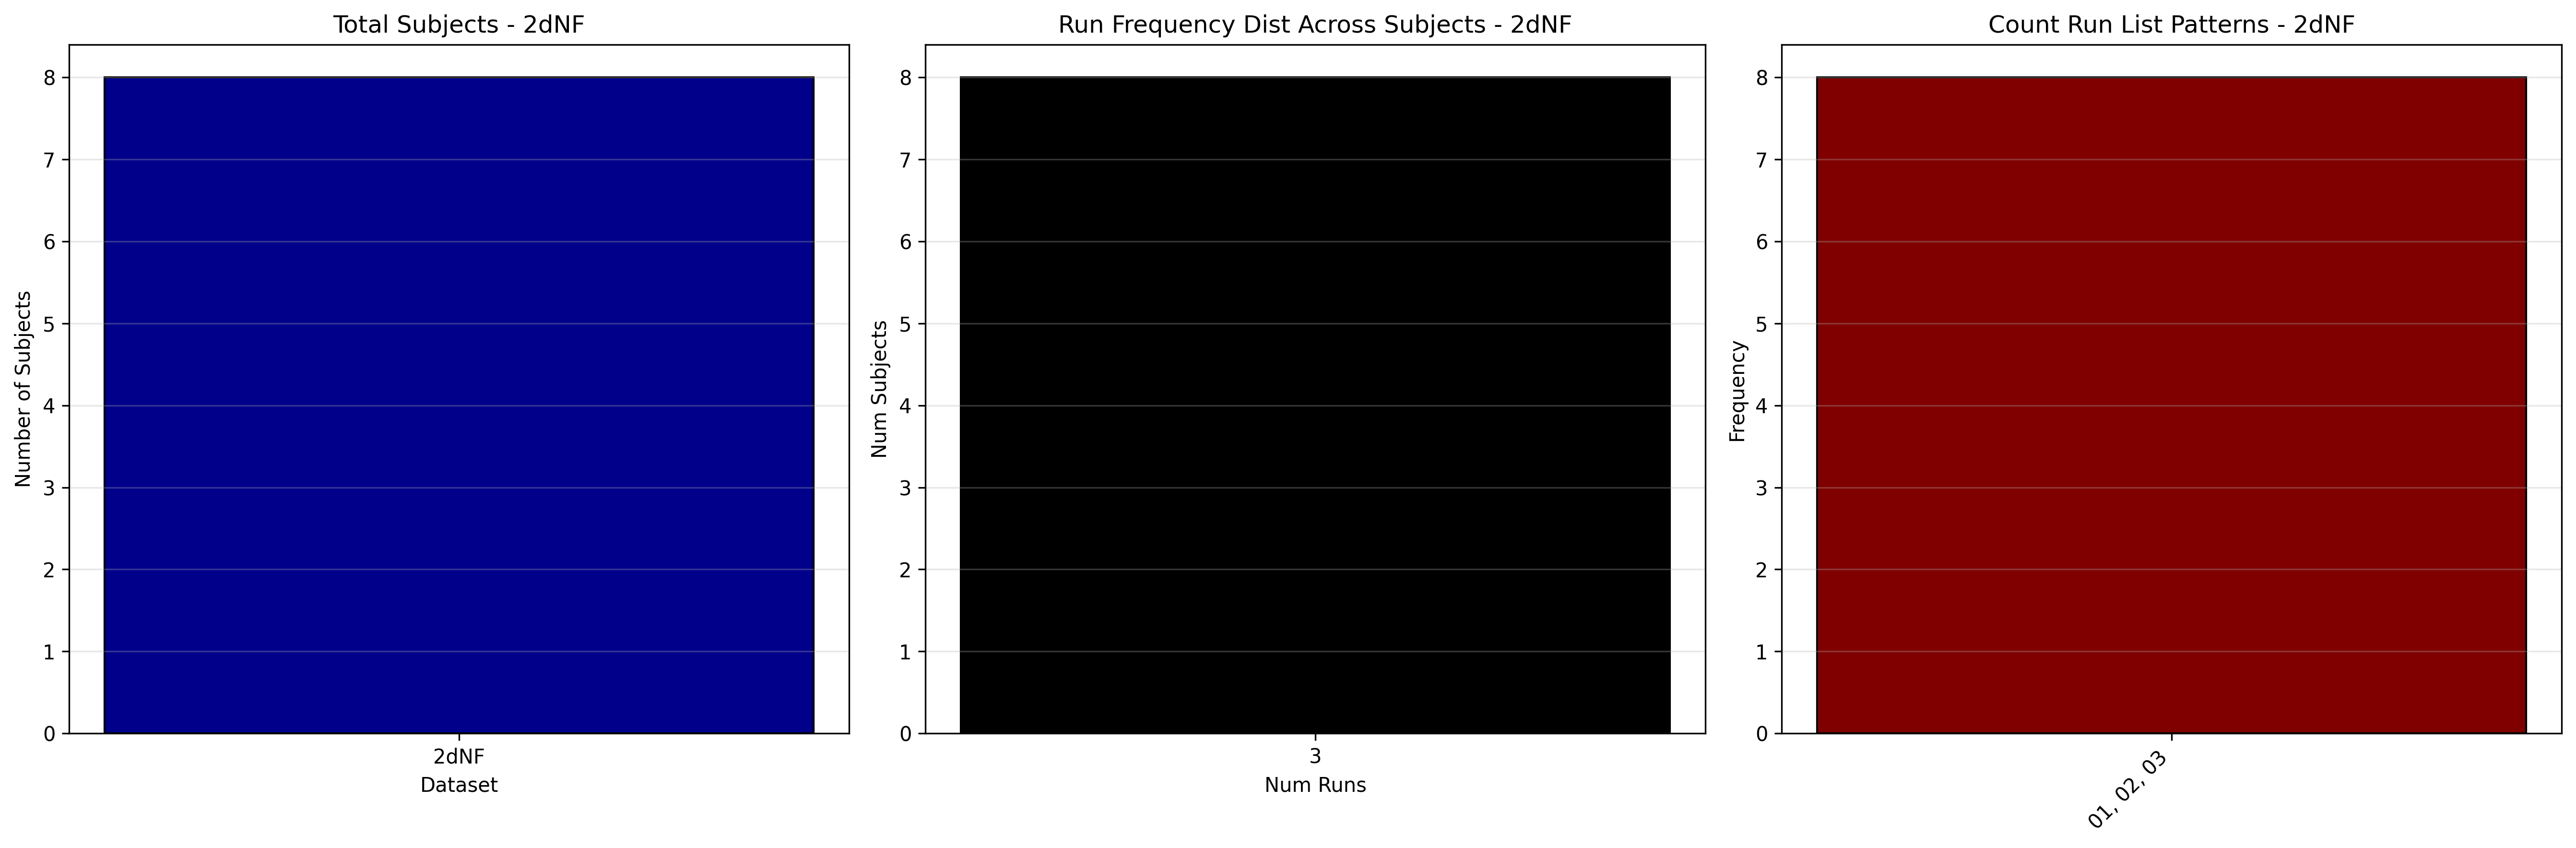 Total Subjects - 2dNF
Number of Subjects
8
7
6
5
4
3
2
1
0
2dNF
Dataset
Run Frequency Dist Across Subjects - 2dNF
Num Subjects
8
7
6
5
4
3
2
1
0
3
Num Runs
Count Run List Patterns - 2dNF
Frequency
8
7
6
5
4
3
2
1
0
01, 02, 03